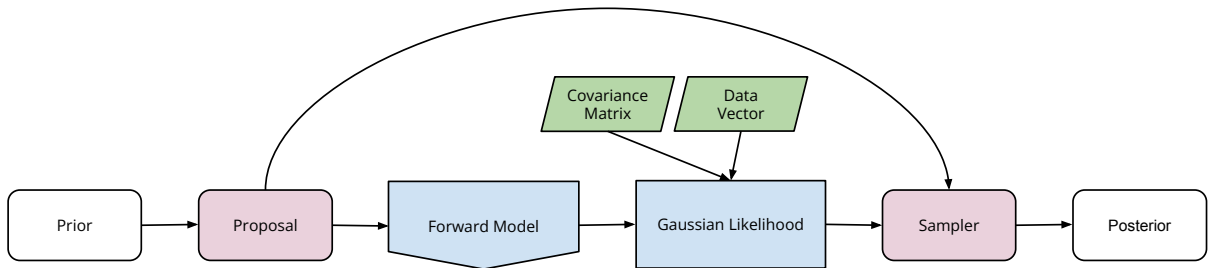 Covariance
Matrix
Data
Vector
Prior
Proposal
Forward Model
Gaussian Likelihood
Sampler
Posterior